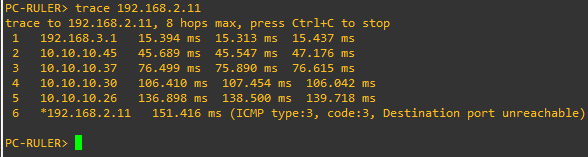 PC-RULER> trace 192.168.2.11
trace to 192.168.2.11, 8 hops max, press Ctrl+C to stop
1 192.168.3.1 15.394 ms 15.313 ms 15.437 ms
2 10.10.10.45 45.689 ms 45.547 ms 47.176 ms
3 10.10.10.37 76.499 ms 75.890 ms 76.615 ms
4 10.10.10.30 106.410 ms 107.454 ms 106.042 ms
5 10.10.10.26 136.898 ms 138.500 ms 139.718 ms
6 *192.168.2.11 151.416 ms (ICMP type:3, code:3, Destination port unreachable)
PC-RULER>